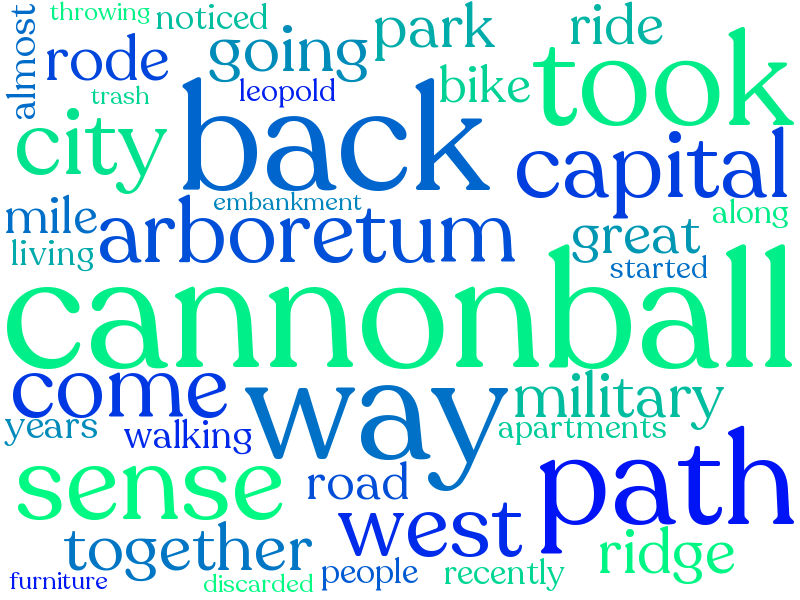 throwing
noticed
park
ride
almost
rode
going
took
trash
leopold
bike
city
back
capital
embankment
mile
arboretum
along
living
great
started
cannonball
come
way
military
years
walking
apartments
sense
road
path
together
west
ridge
furniture
discarded
people
recently